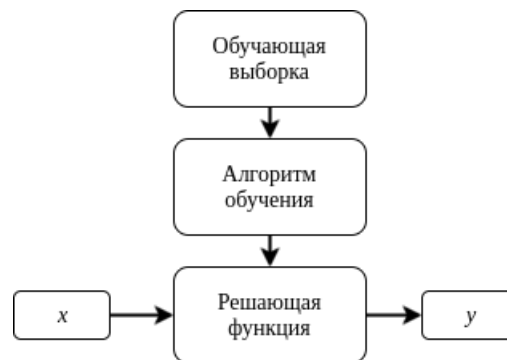 Обучающая
выборка
Алгоритм
обучения
x
Решающая
функция
y